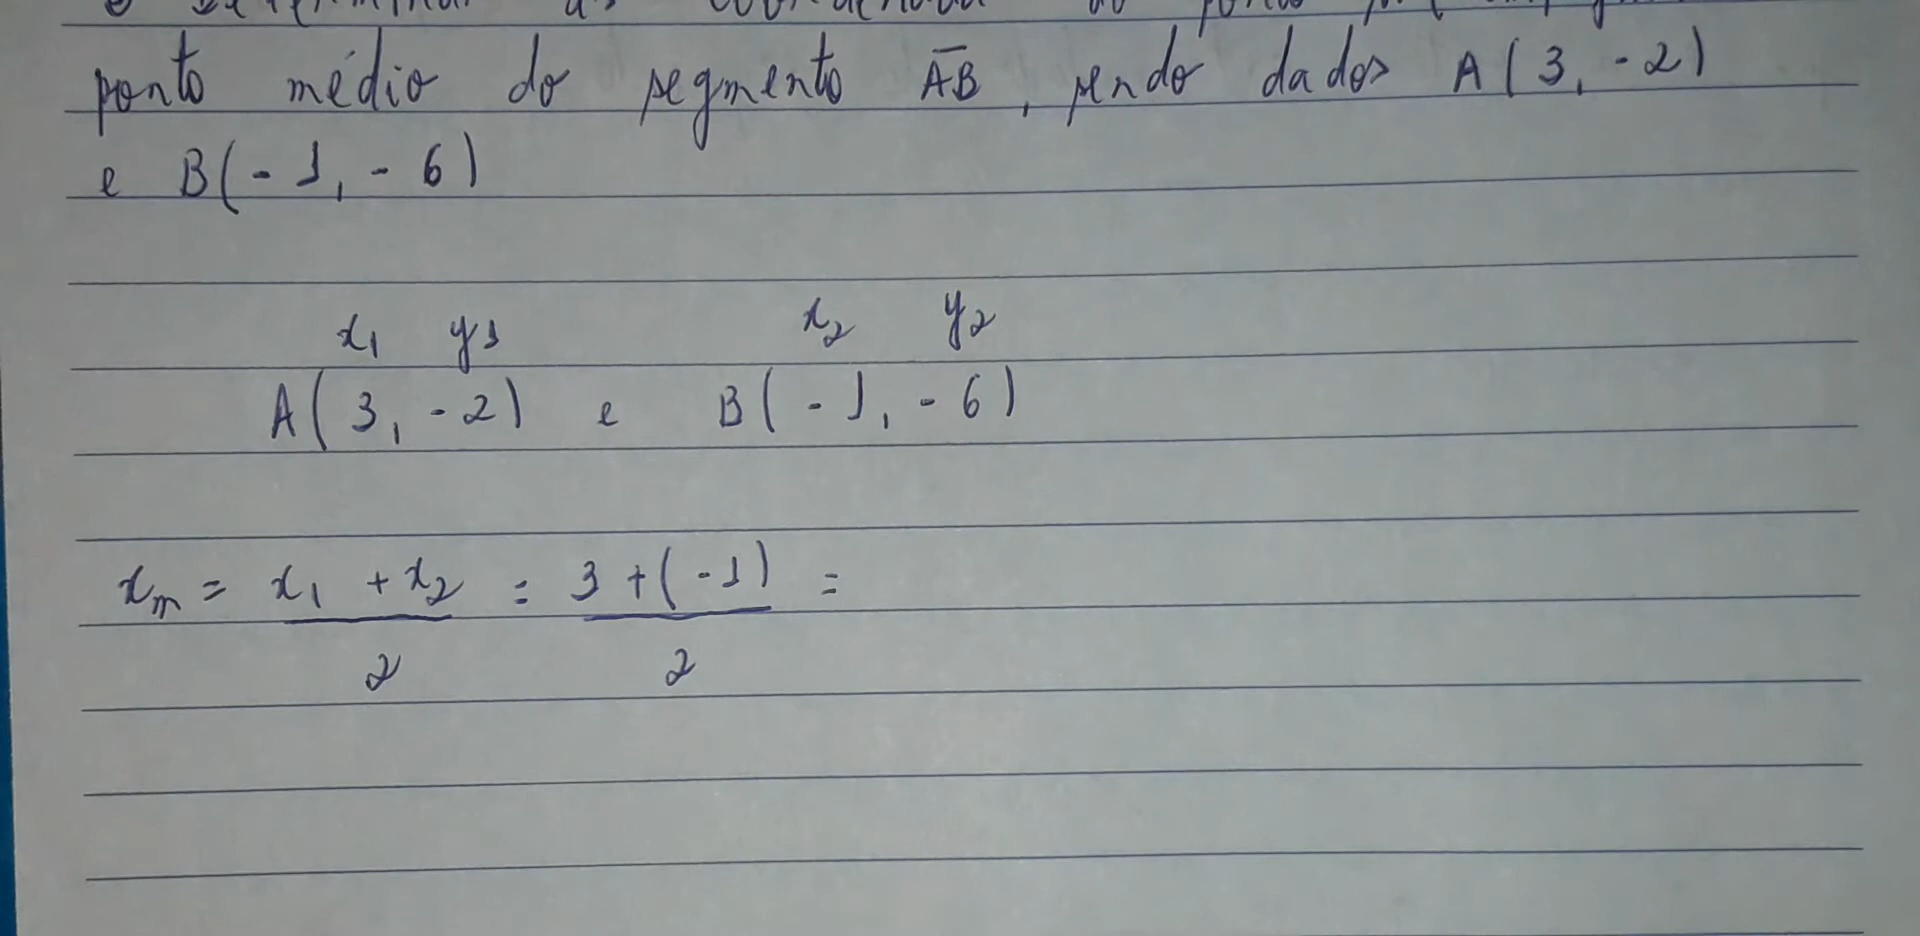 ponto médio do segmento A̅B̅, sendo dados A(3, -2)
e B(-1, -6)
x₁ y₁ x₂ y₂
A(3, -2) e B(-1, -6)
xₘ = x₁ + x₂ = 3 + (-1) =
2 2